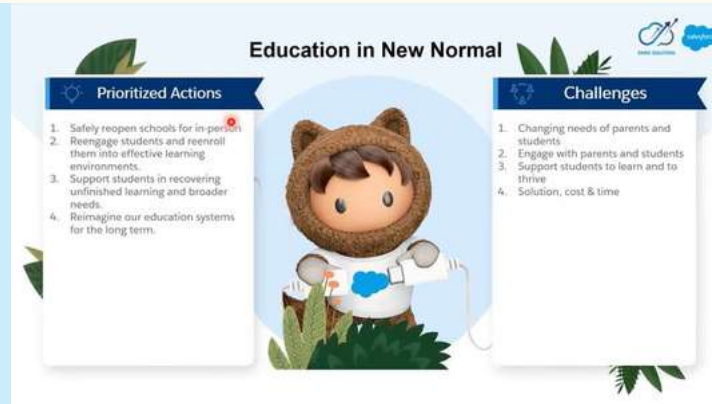 Education in New Normal
salesforce
Prioritized Actions
1. Safely reopen schools for in-person
2. Reengage students and reenroll
them into effective learning
environments.
3. Support students in recovering
unfinished learning and broader
needs.
4. Reimagine our education systems
for the long term.
Challenges
1. Changing needs of parents and
students
2. Engage with parents and students
3. Support students to learn and to
thrive
4. Solution, cost & time